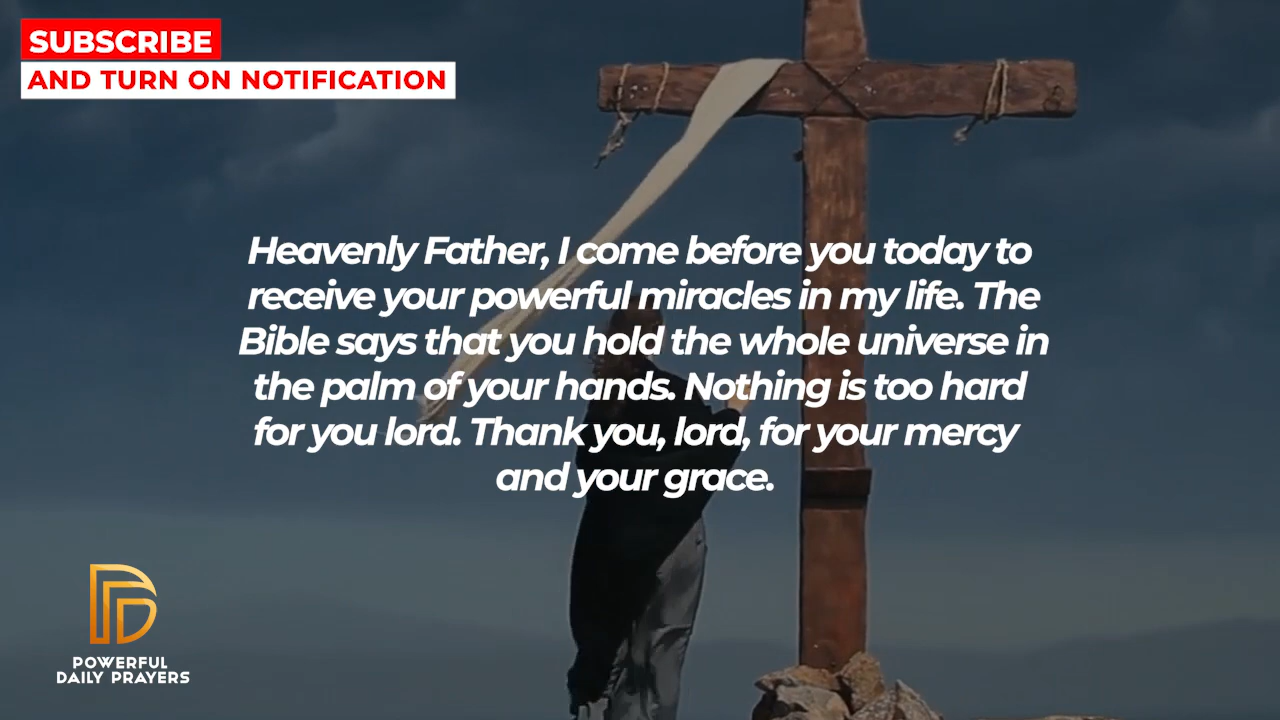 SUBSCRIBE
AND TURN ON NOTIFICATION
Heavenly Father, I come before you today to
receive your powerful miracles in my life. The
Bible says that you hold the whole universe in
the palm of your hands. Nothing is too hard
for you lord. Thank you, lord, for your mercy
and your grace.
POWERFUL
DAILY PRAYERS